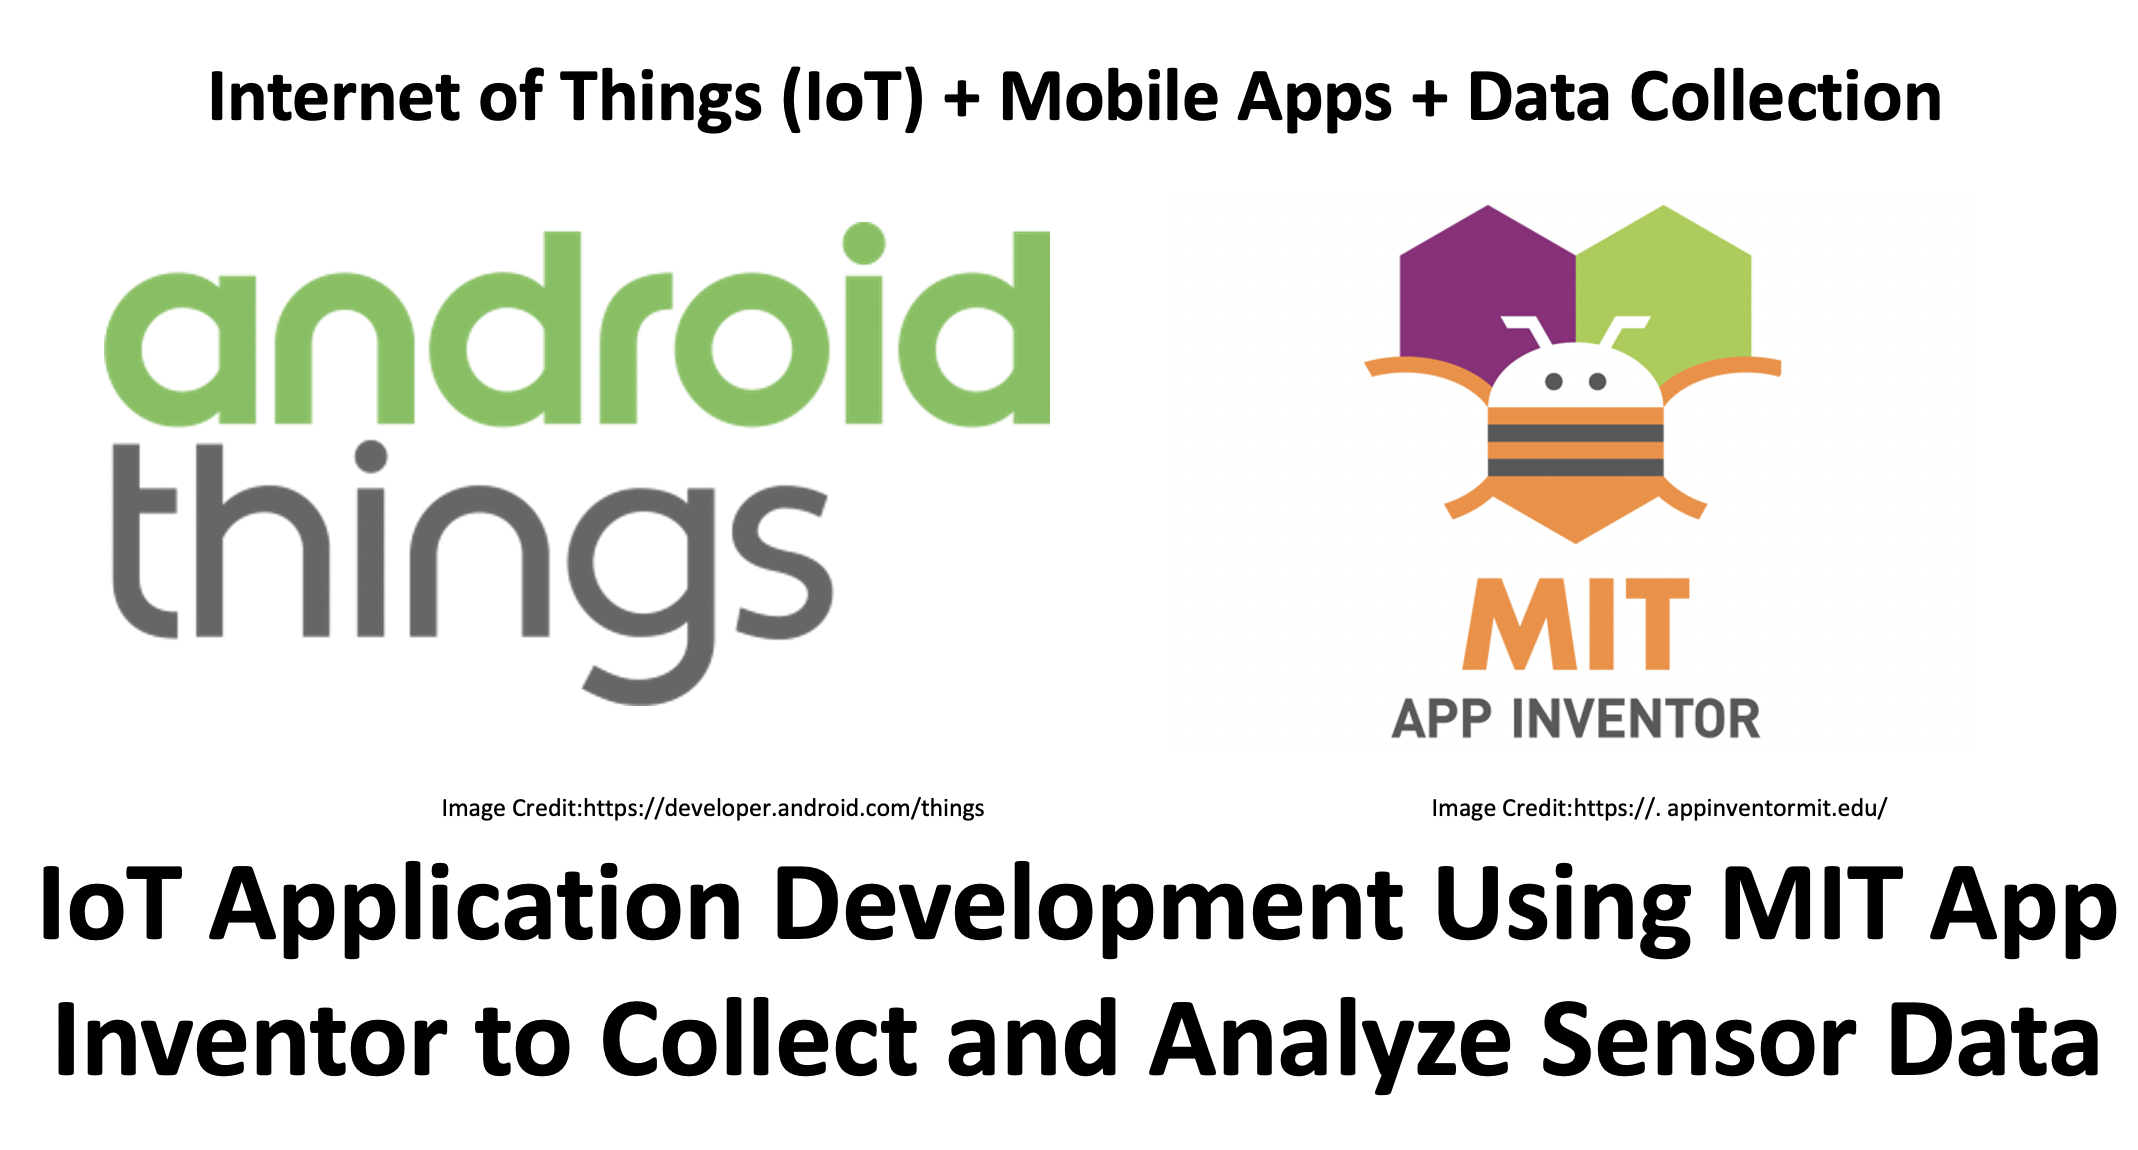 Internet of Things (IoT) + Mobile Apps + Data Collection
android
things
MIT
APP INVENTOR
Image Credit:https://developer.android.com/things
Image Credit:https://. appinventormit.edu/
IoT Application Development Using MIT App
Inventor to Collect and Analyze Sensor Data